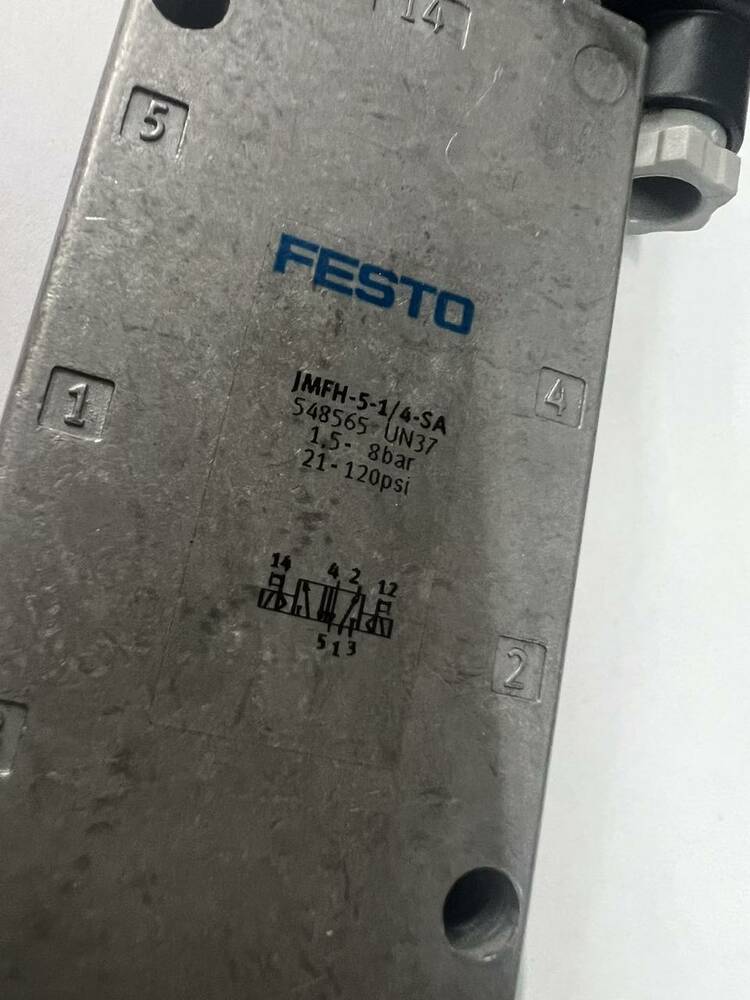 14
5
FESTO
JMFH-5-1/4-SA
548565 UN37
1.5- 8bar
21-120psi
1
4
14 4 2 12
5 1 3
2